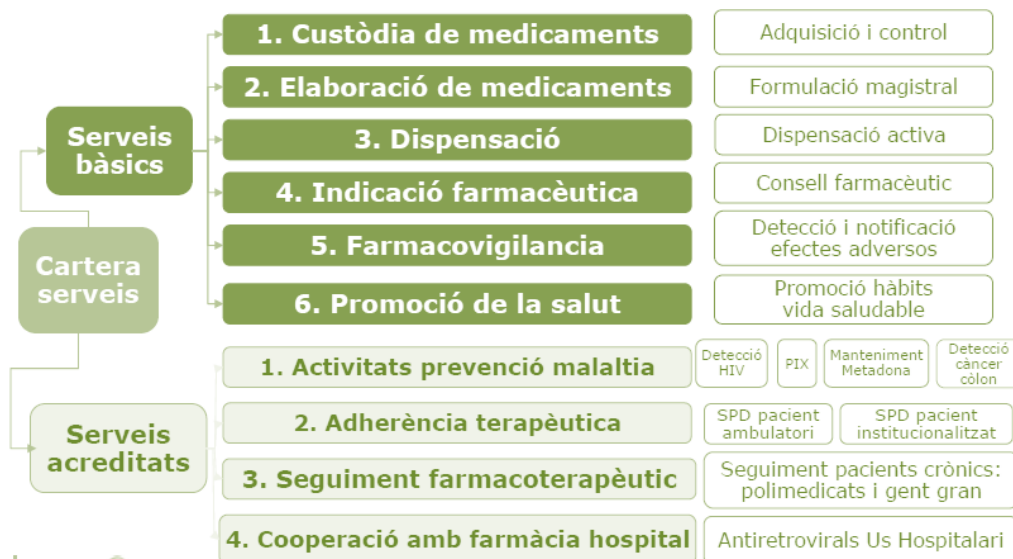 1. Custòdia de medicaments
Adquisició i control
2. Elaboració de medicaments
Formulació magistral
Serveis
bàsics
3. Dispensació
Dispensació activa
4. Indicació farmacèutica
Consell farmacèutic
5. Farmacovigilancia
Detecció i notificació
efectes adversos
Cartera
serveis
6. Promoció de la salut
Promoció hàbits
vida saludable
1. Activitats prevenció malaltia
Detecció
HIV
PIX
Manteniment
Metadona
Detecció
càncer
còlon
Serveis
acreditats
2. Adherència terapèutica
SPD pacient
ambulatori
SPD pacient
institucionalitzat
3. Seguiment farmacoterapèutic
Seguiment pacients crònics:
polimedicats i gent gran
4. Cooperació amb farmàcia hospital
Antiretrovirals Us Hospitalari